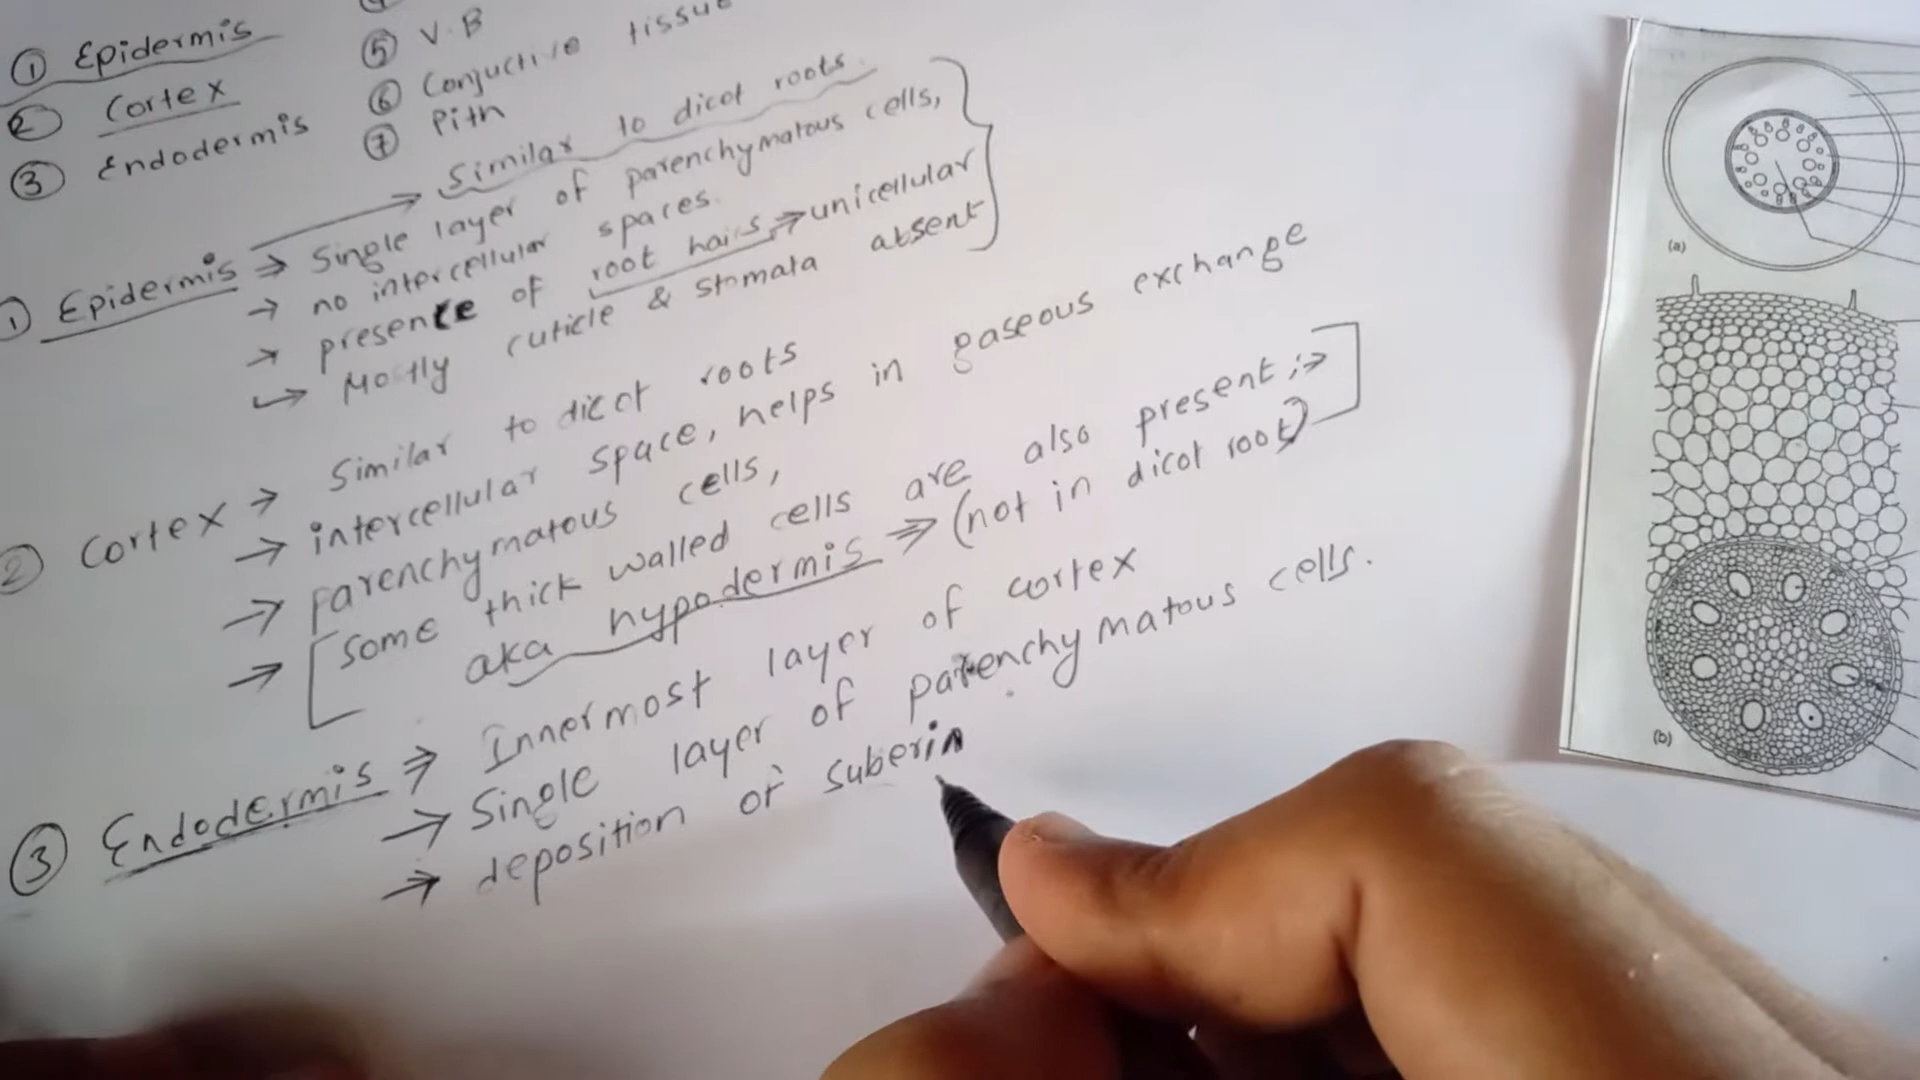 ① Epidermis
② Cortex
③ Endodermis
⑤ V.B
⑥ Conjuctive tissue
⑦ Pith
① Epidermis → Similar to dicot roots.
⇒ Single layer of parenchymatous cells,
→ no intercellular spaces.
→ presence of root hairs → unicellular
↳ Mostly cuticle & stomata absent
② Cortex → Similar to dicot roots
→ intercellular space, helps in gaseous exchange
→ Parenchymatous cells,
→ [some thick walled cells are also present ;→]
aka hypodermis ⇒ (not in dicot root)
③ Endodermis ⇒ Innermost layer of cortex
→ Single layer of parenchymatous cells.
→ deposition of suberin
(a)
(b)